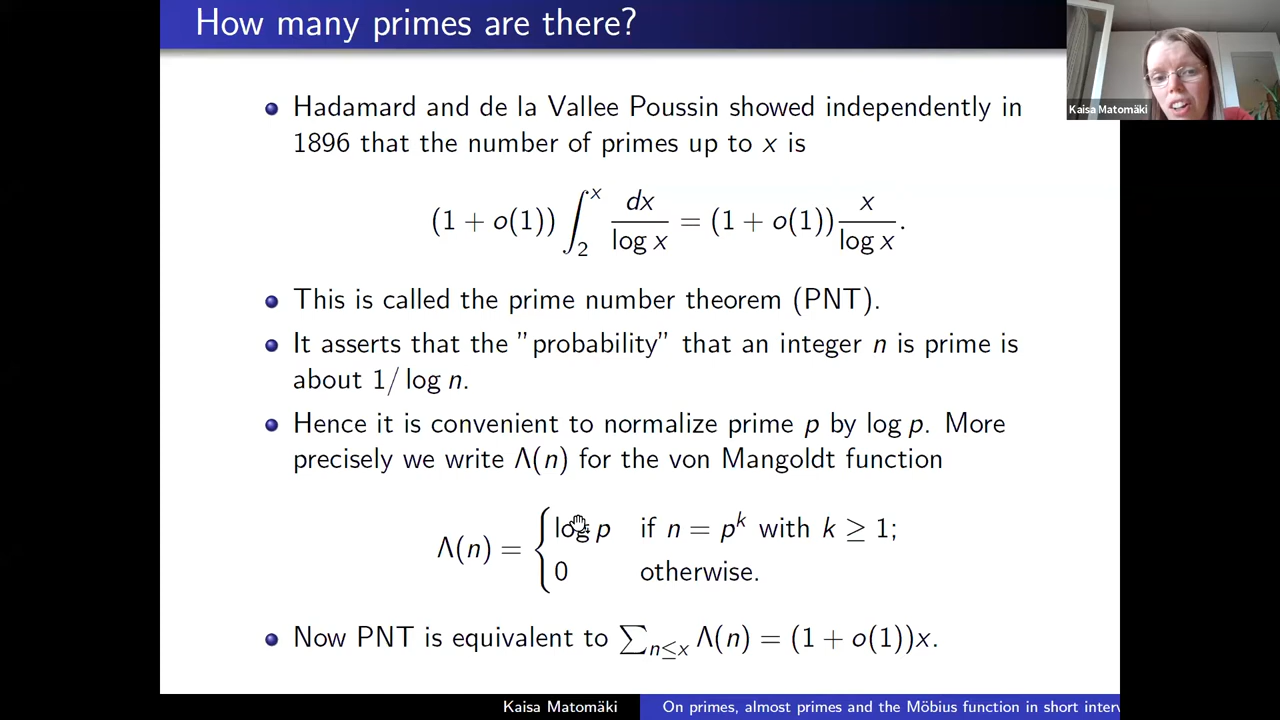 How many primes are there?
Kaisa Matomäki
Hadamard and de la Vallee Poussin showed independently in
1896 that the number of primes up to x is
(1 + o(1)) ∫₂ˣ dx/log x = (1 + o(1)) x/log x.
This is called the prime number theorem (PNT).
It asserts that the "probability" that an integer n is prime is
about 1/ log n.
Hence it is convenient to normalize prime p by log p. More
precisely we write Λ(n) for the von Mangoldt function
Λ(n) = { log p if n = pᵏ with k ≥ 1;
0 otherwise.
Now PNT is equivalent to ∑n≤x Λ(n) = (1 + o(1))x.
Kaisa Matomäki On primes, almost primes and the Möbius function in short inter